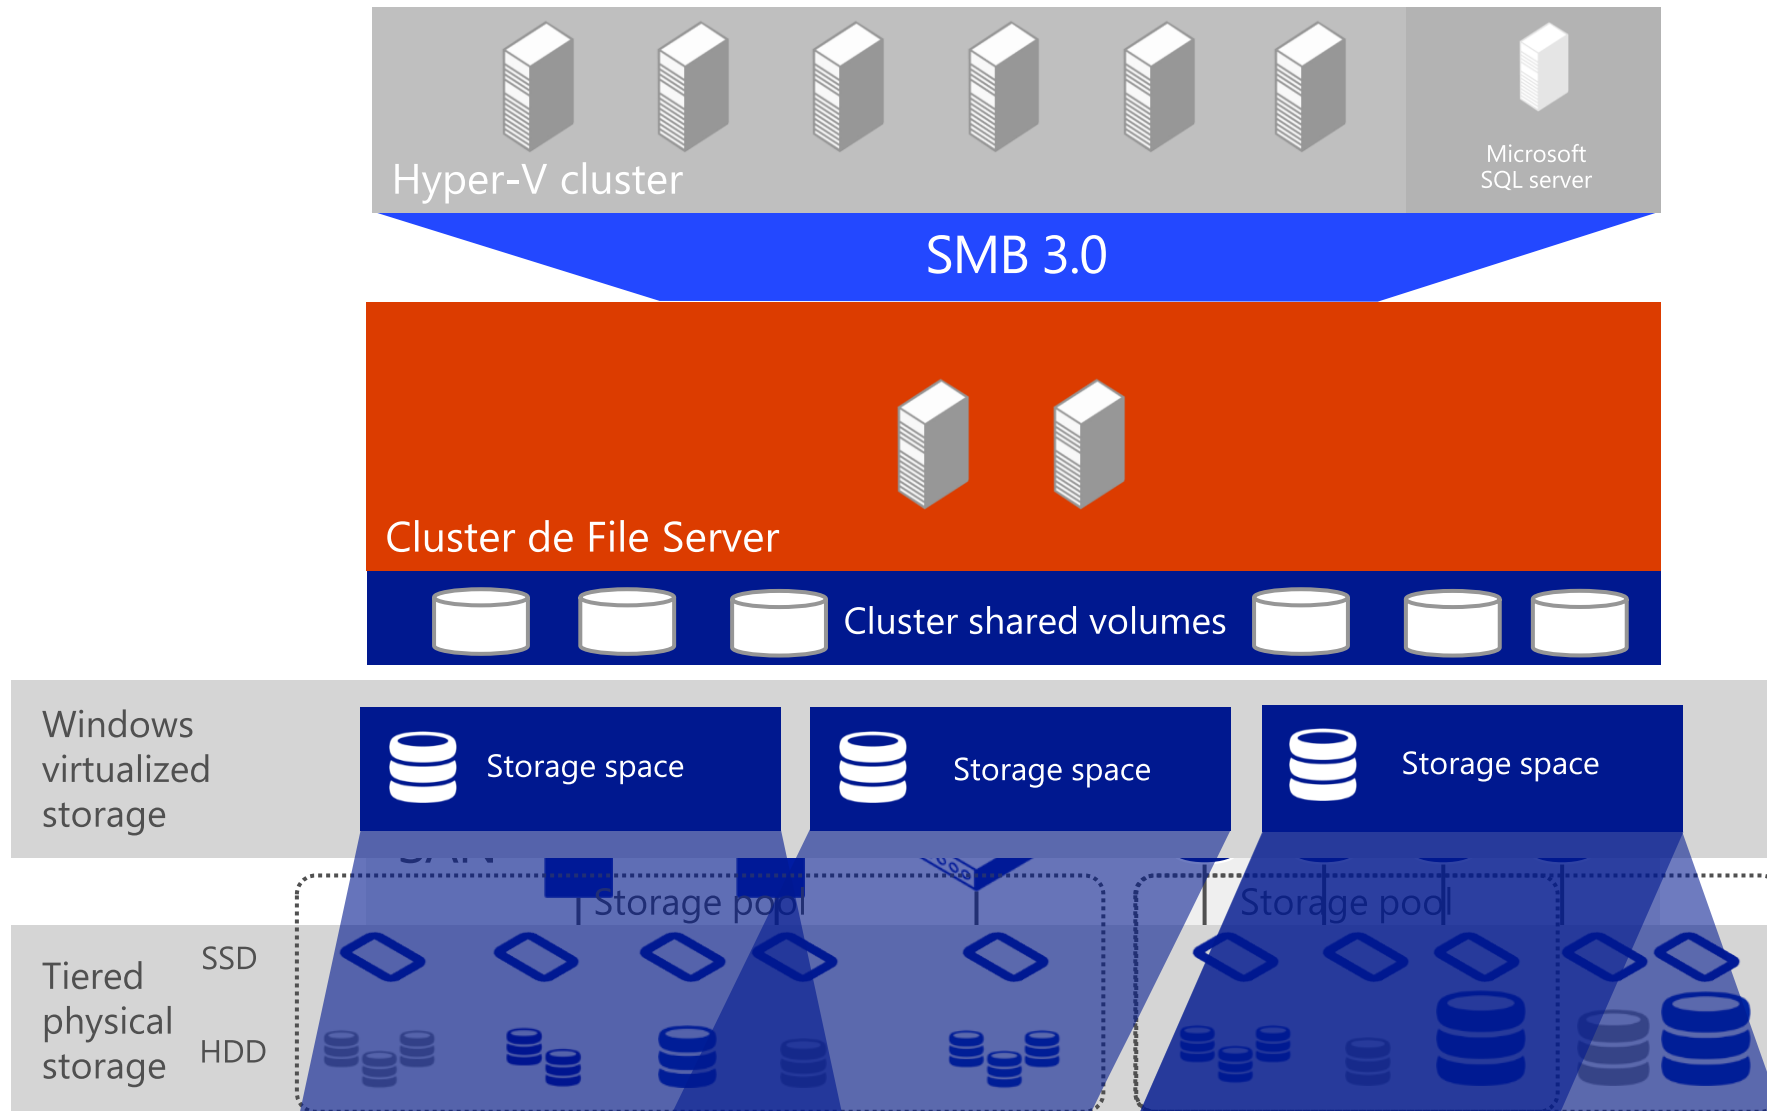 Microsoft
SQL server
Hyper-V cluster
SMB 3.0
Cluster de File Server
Cluster shared volumes
Windows
virtualized
storage
Storage space
Storage space
Storage space
SAN
Storage pool
Storage pool
SSD
Tiered
physical
storage
HDD